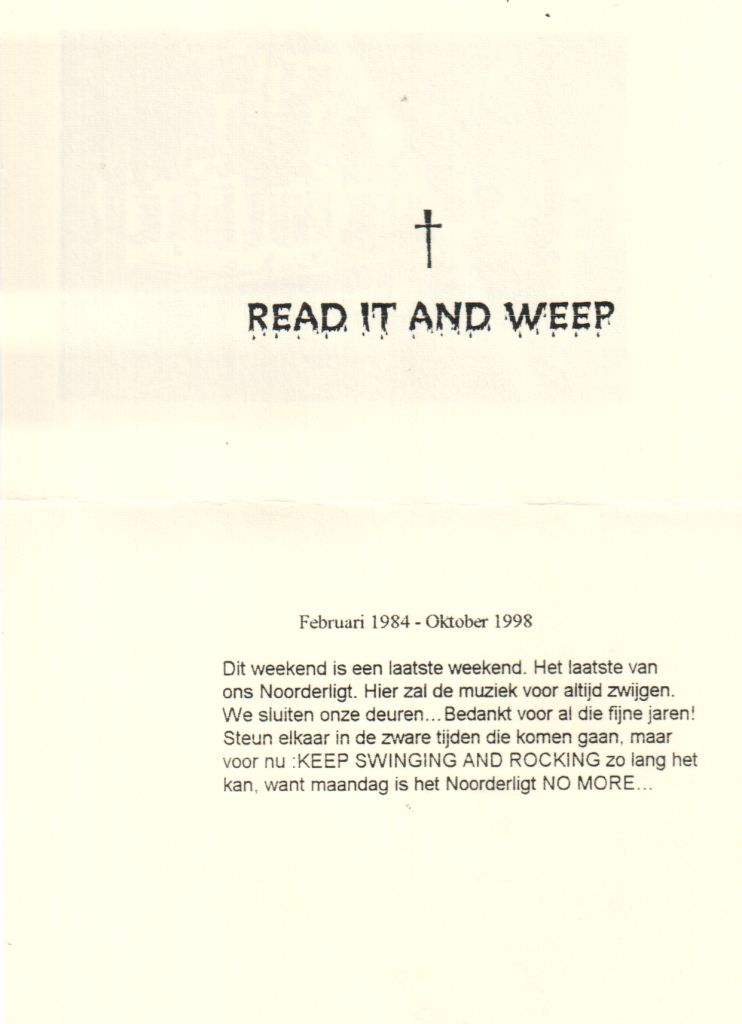 READ IT AND WEEP
Februari 1984 - Oktober 1998
Dit weekend is een laatste weekend. Het laatste van
ons Noorderligt. Hier zal de muziek voor altijd zwijgen.
We sluiten onze deuren... Bedankt voor al die fijne jaren!
Steun elkaar in de zware tijden die komen gaan, maar
voor nu :KEEP SWINGING AND ROCKING zo lang het
kan, want maandag is het Noorderligt NO MORE...